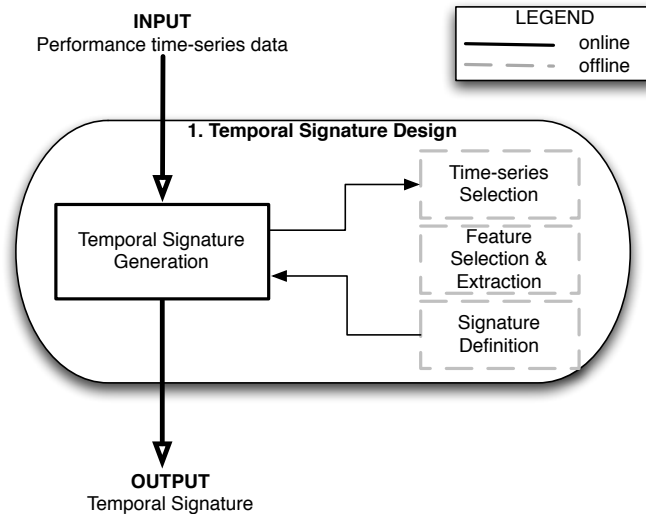 INPUT
Performance time-series data
LEGEND
online
offline
1. Temporal Signature Design
Time-series
Selection
Temporal Signature
Generation
Feature
Selection &
Extraction
Signature
Definition
OUTPUT
Temporal Signature